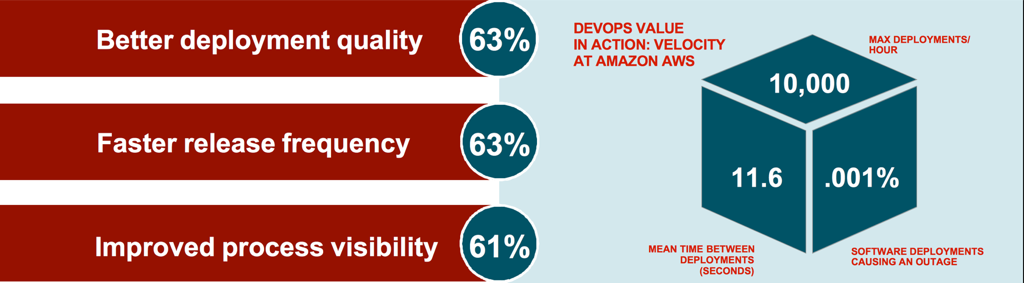 Better deployment quality 63%
Faster release frequency 63%
Improved process visibility 61%
DEVOPS VALUE
IN ACTION: VELOCITY
AT AMAZON AWS
MAX DEPLOYMENTS/
HOUR
10,000
11.6
.001%
MEAN TIME BETWEEN
DEPLOYMENTS
(SECONDS)
SOFTWARE DEPLOYMENTS
CAUSING AN OUTAGE